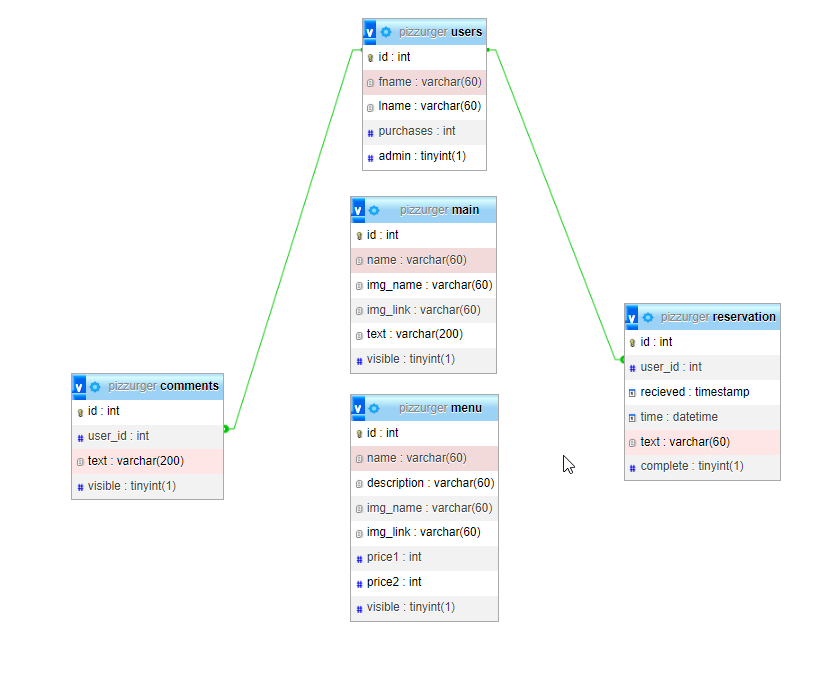 v pizzurger users
id : int
fname : varchar(60)
lname : varchar(60)
# purchases : int
# admin : tinyint(1)
v pizzurger main
id : int
name : varchar(60)
img_name : varchar(60)
img_link : varchar(60)
text : varchar(200)
# visible : tinyint(1)
v pizzurger comments
id : int
# user_id : int
text : varchar(200)
# visible : tinyint(1)
v pizzurger menu
id : int
name : varchar(60)
description : varchar(60)
img_name : varchar(60)
img_link : varchar(60)
# price1 : int
# price2 : int
# visible : tinyint(1)
v pizzurger reservation
id : int
# user_id : int
recieved : timestamp
time : datetime
text : varchar(60)
# complete : tinyint(1)